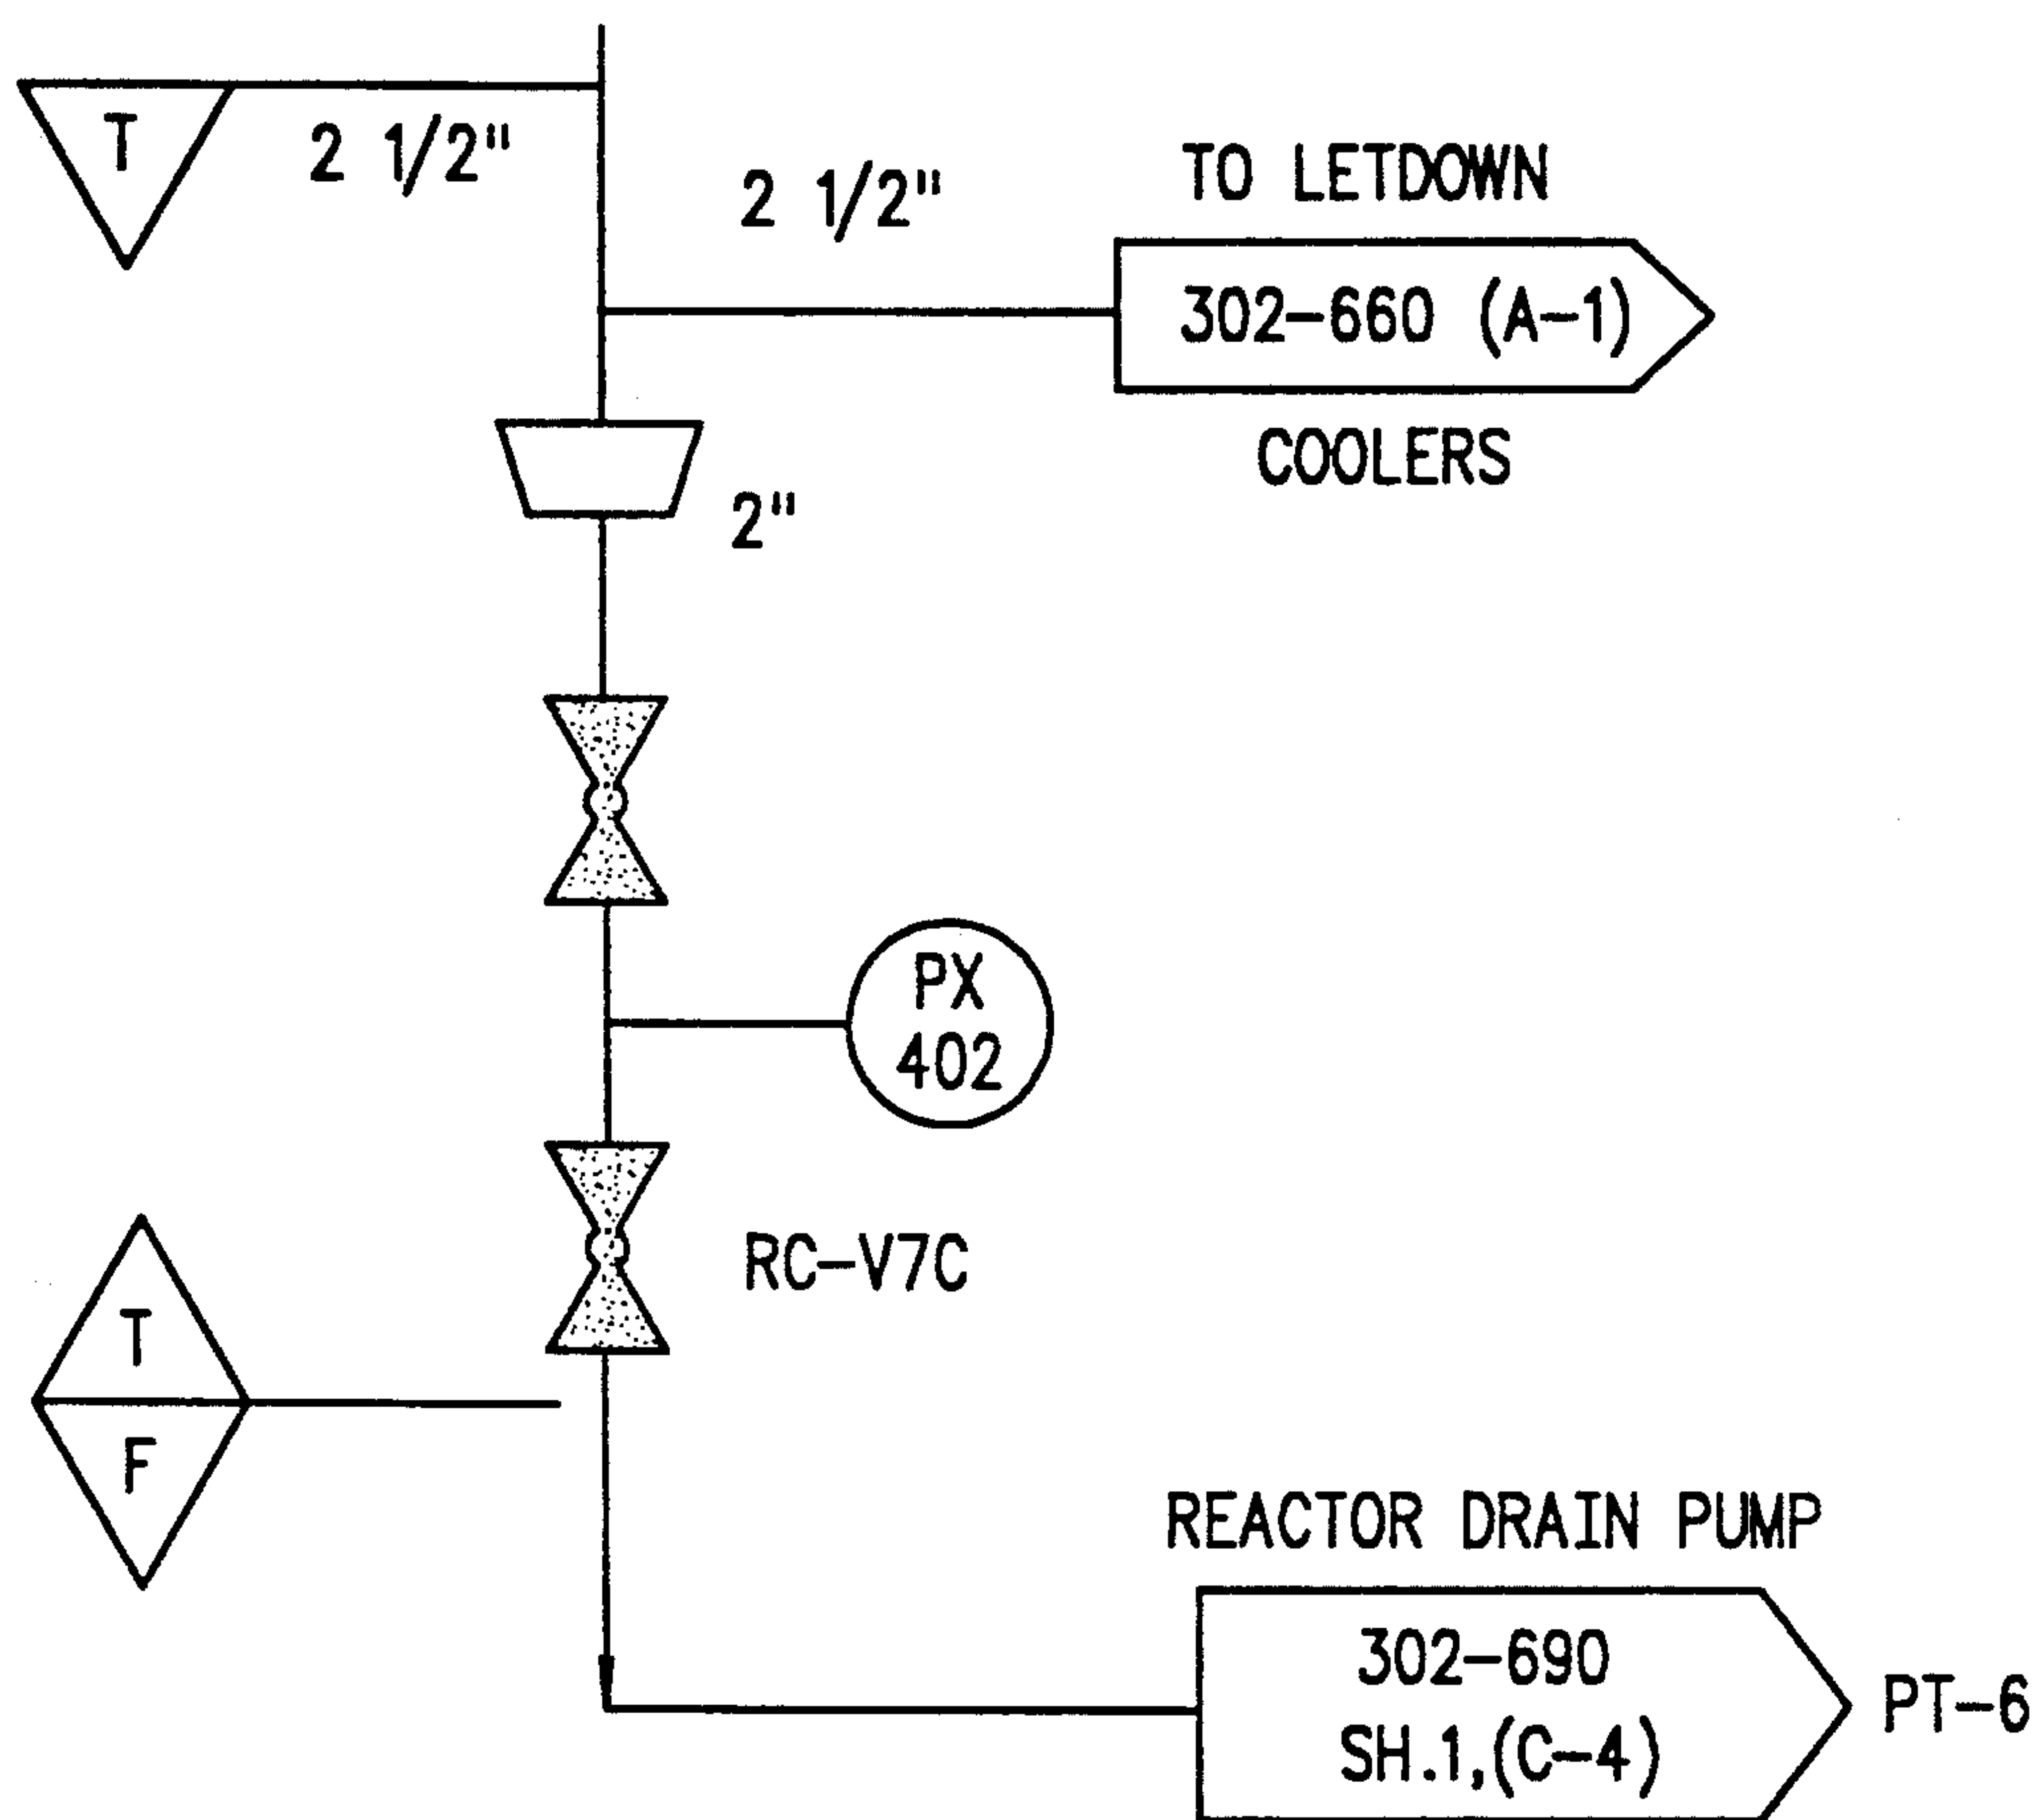 T
2 1/2"
2 1/2"
TO LETDOWN
302-660 (A-1)
COOLERS
2"
PX
402
RC-V7C
T
F
REACTOR DRAIN PUMP
302-690
SH.1,(C-4)
PT-6